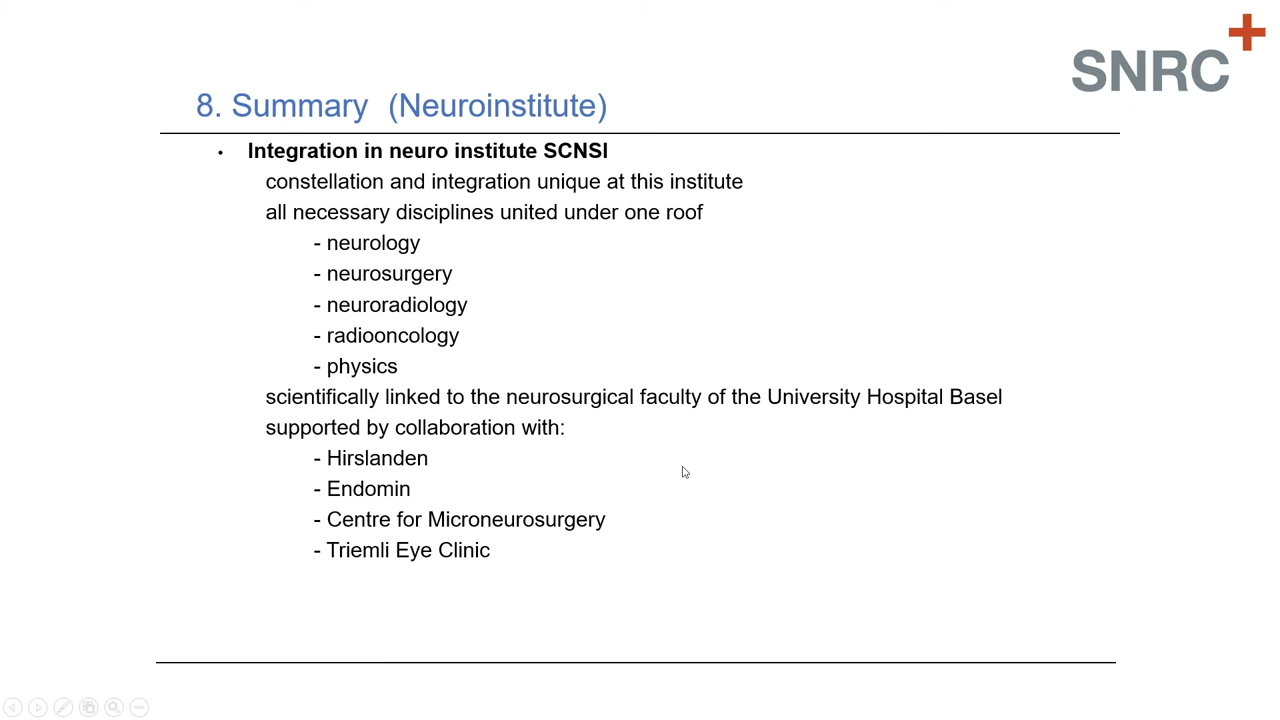 SNRC
8. Summary (Neuroinstitute)
• Integration in neuro institute SCNSI
constellation and integration unique at this institute
all necessary disciplines united under one roof
- neurology
- neurosurgery
- neuroradiology
- radiooncology
- physics
scientifically linked to the neurosurgical faculty of the University Hospital Basel
supported by collaboration with:
- Hirslanden
- Endomin
- Centre for Microneurosurgery
- Triemli Eye Clinic